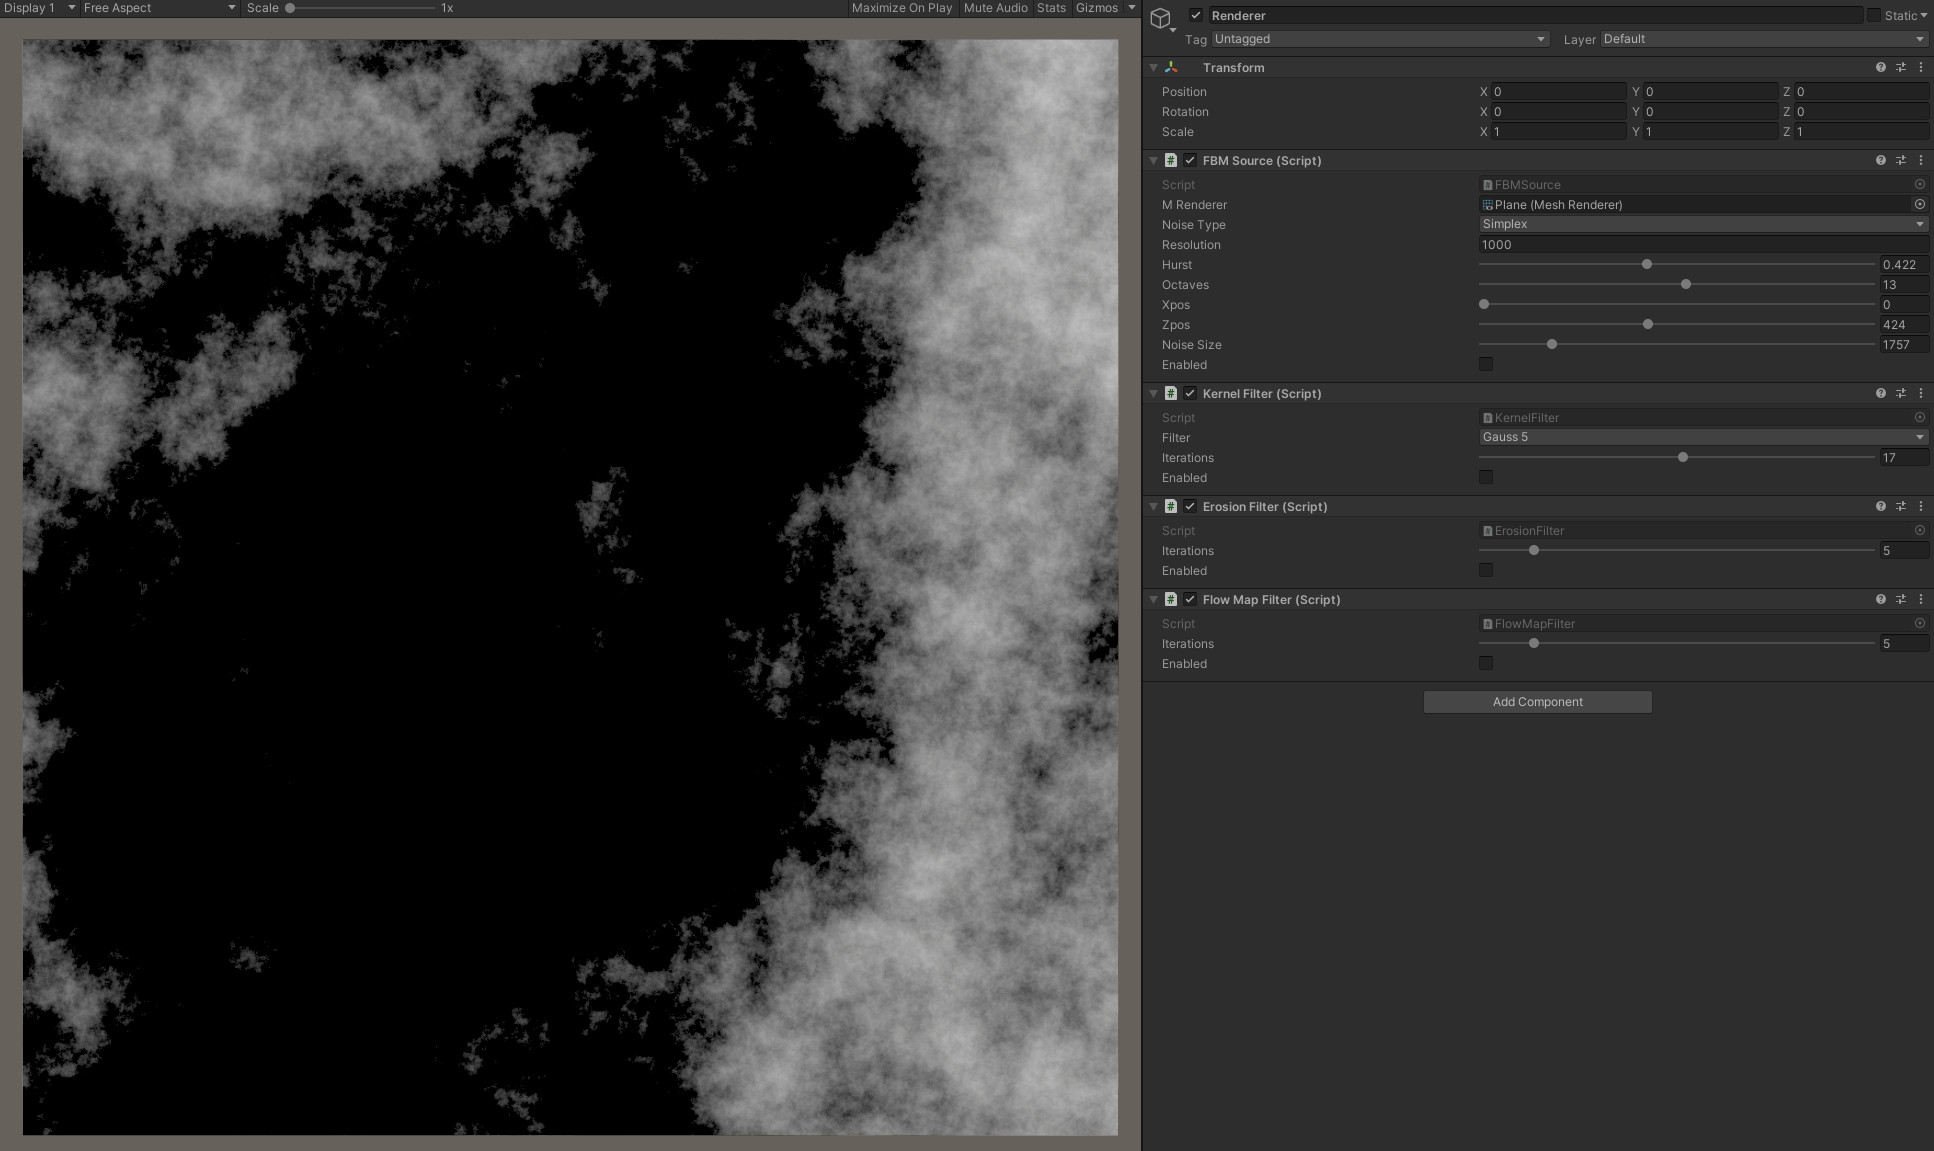 Display 1 Free Aspect Scale 1x Maximize On Play Mute Audio Stats Gizmos
Renderer Static
Tag Untagged Layer Default
Transform
Position X 0 Y 0 Z 0
Rotation X 0 Y 0 Z 0
Scale X 1 Y 1 Z 1
# FBM Source (Script)
Script FBMSource
M Renderer Plane (Mesh Renderer)
Noise Type Simplex
Resolution 1000
Hurst 0.422
Octaves 13
Xpos 0
Zpos 424
Noise Size 1757
Enabled
# Kernel Filter (Script)
Script KernelFilter
Filter Gauss 5
Iterations 17
Enabled
# Erosion Filter (Script)
Script ErosionFilter
Iterations 5
Enabled
# Flow Map Filter (Script)
Script FlowMapFilter
Iterations 5
Enabled
Add Component